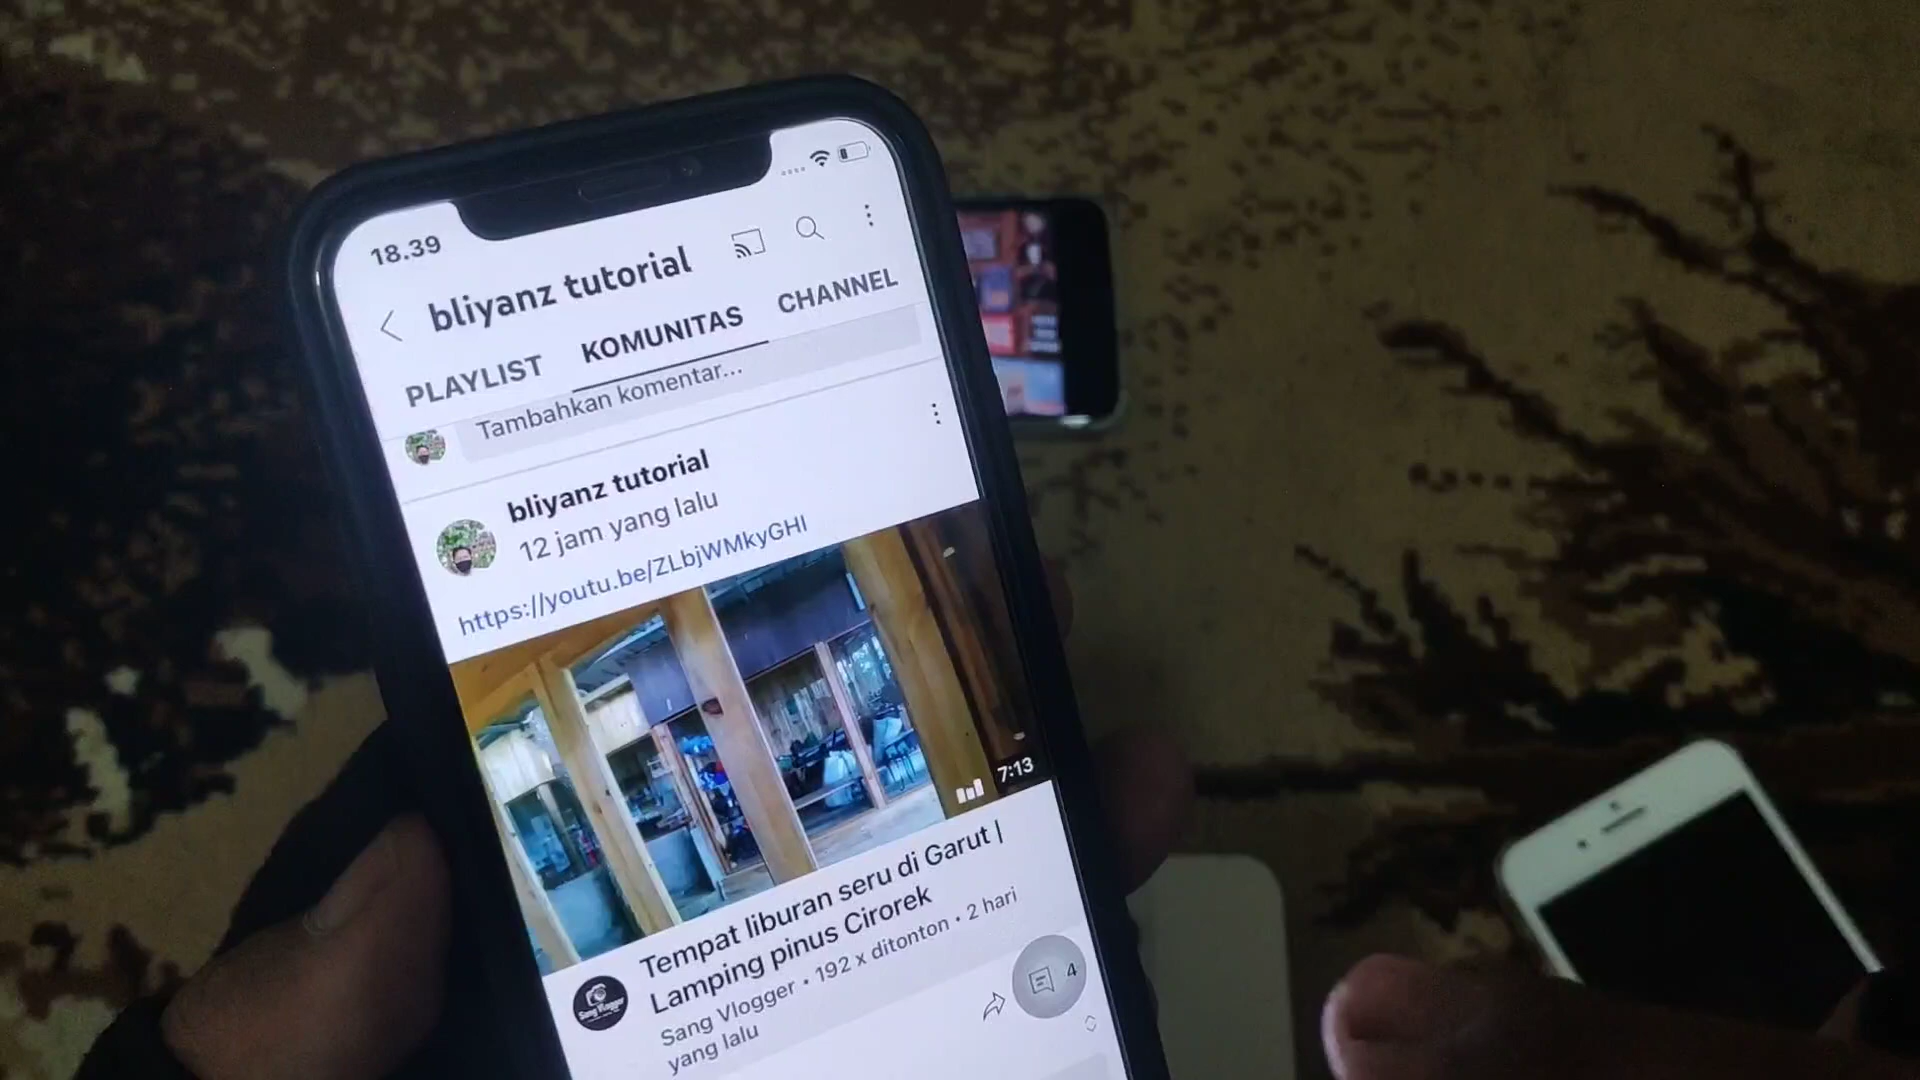 18.39
bliyanz tutorial
PLAYLIST KOMUNITAS CHANNEL
Tambahkan komentar...
bliyanz tutorial
12 jam yang lalu
https://youtu.be/ZLbjWMkyGHI
7:13
Tempat liburan seru di Garut |
Lamping pinus Cirorek
Sang Vlogger • 192 x ditonton • 2 hari
yang lalu
4
Sang Vlogger